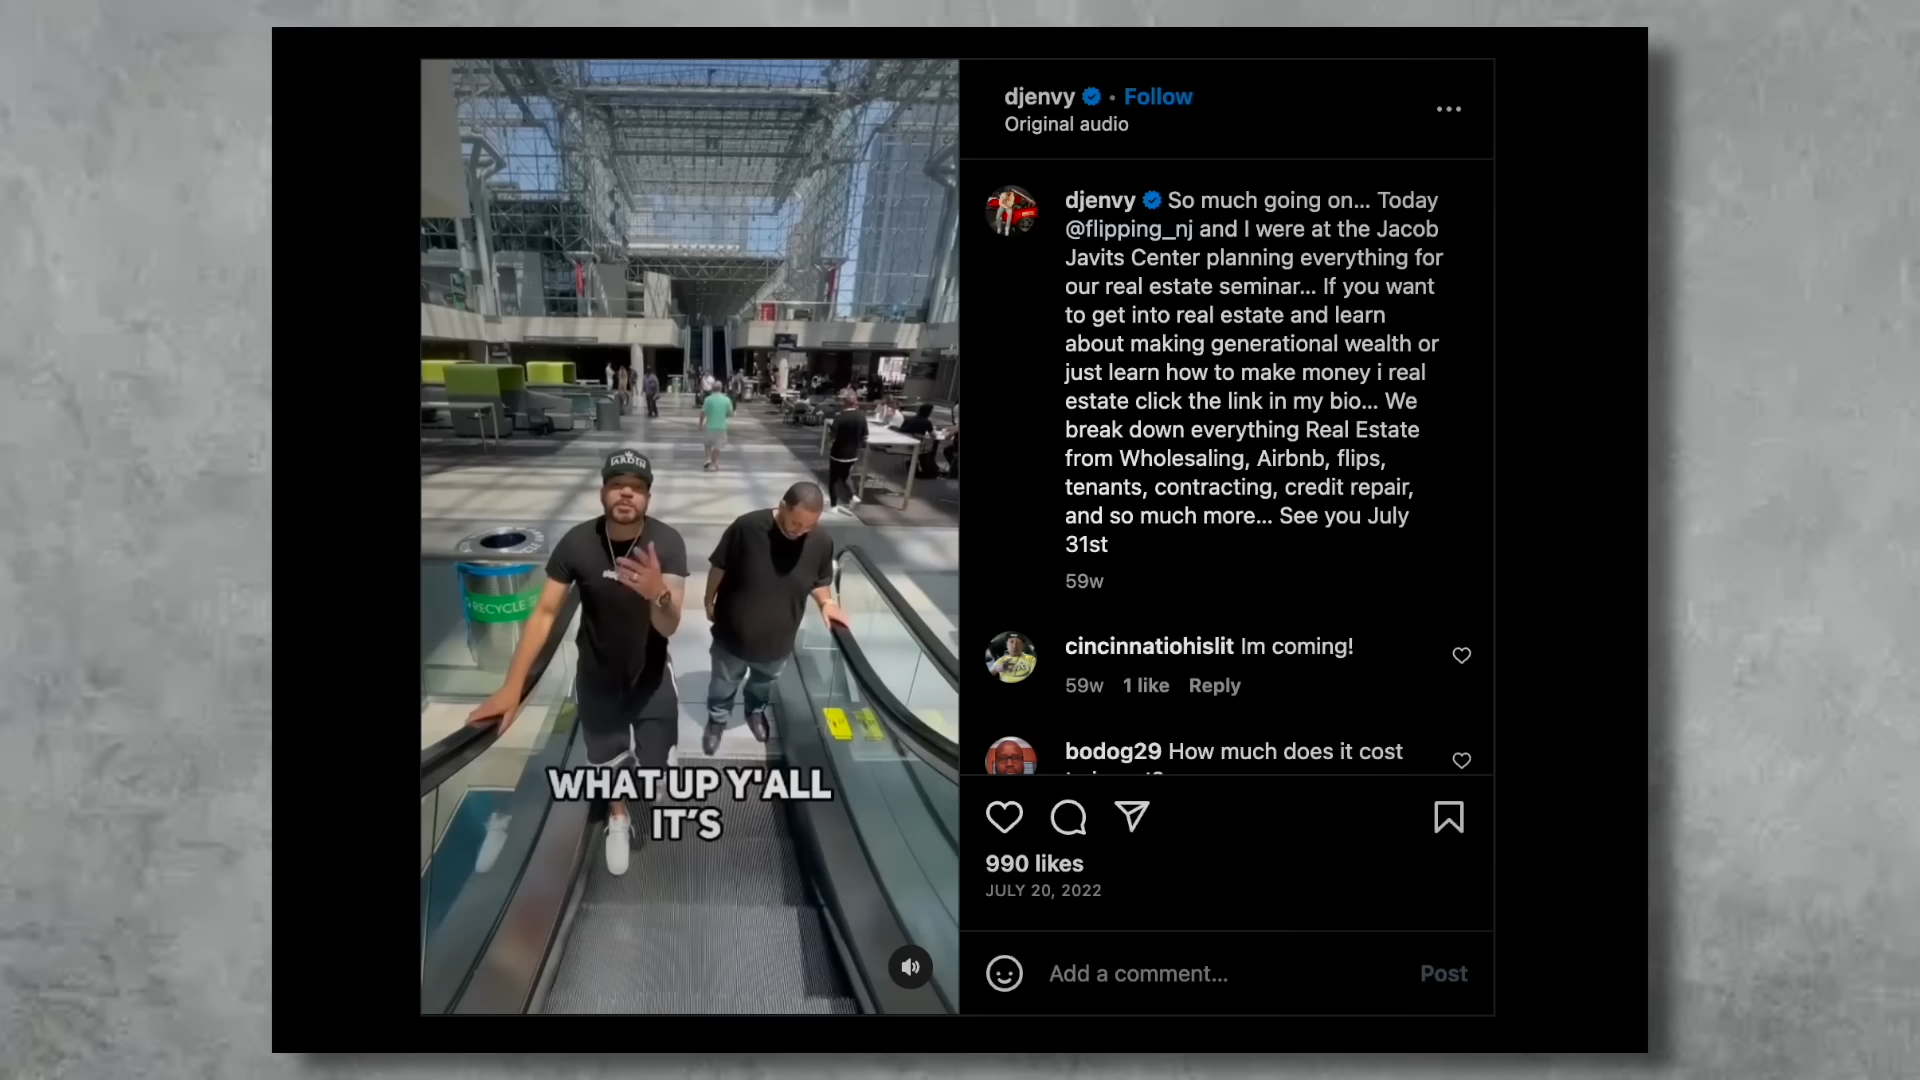 djenvy • Follow
Original audio
djenvy So much going on... Today
@flipping_nj and I were at the Jacob
Javits Center planning everything for
our real estate seminar... If you want
to get into real estate and learn
about making generational wealth or
just learn how to make money i real
estate click the link in my bio... We
break down everything Real Estate
from Wholesaling, Airbnb, flips,
tenants, contracting, credit repair,
and so much more... See you July
31st
59w
cincinnatiohislit Im coming!
59w 1 like Reply
bodog29 How much does it cost
990 likes
JULY 20, 2022
Add a comment... Post
JARDIN
RECYCLE
WHAT UP Y'ALL
IT'S